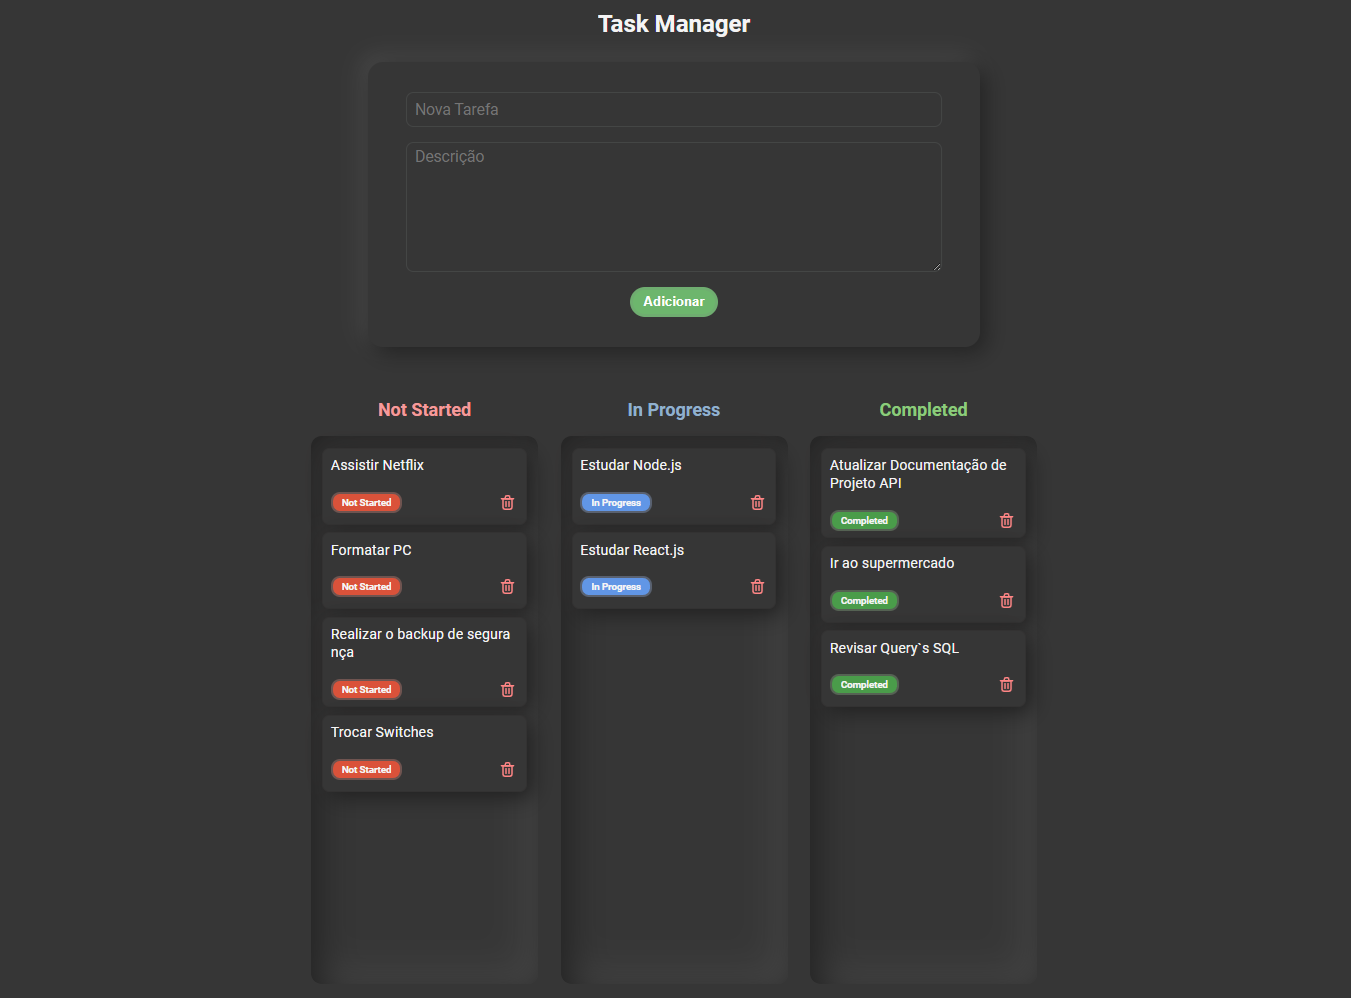 Task Manager
Nova Tarefa
Descrição
Adicionar
Not Started
Assistir Netflix
Not Started
Formatar PC
Not Started
Realizar o backup de segura
nça
Not Started
Trocar Switches
Not Started
In Progress
Estudar Node.js
In Progress
Estudar React.js
In Progress
Completed
Atualizar Documentação de
Projeto API
Completed
Ir ao supermercado
Completed
Revisar Query`s SQL
Completed